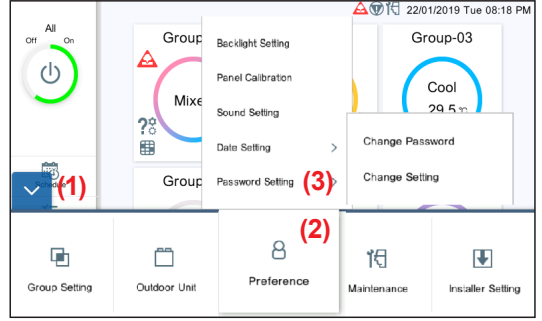 22/01/2019 Tue 08:18 PM
All
Off On
Group
Mixe
?
Group-03
Cool
29.5 °C
Backlight Setting
Panel Calibration
Sound Setting
Date Setting >
Password Setting (3) >
Change Password
Change Setting
Schedule
(1)
Group
(2)
Group Setting
Outdoor Unit
Preference
Maintenance
Installer Setting